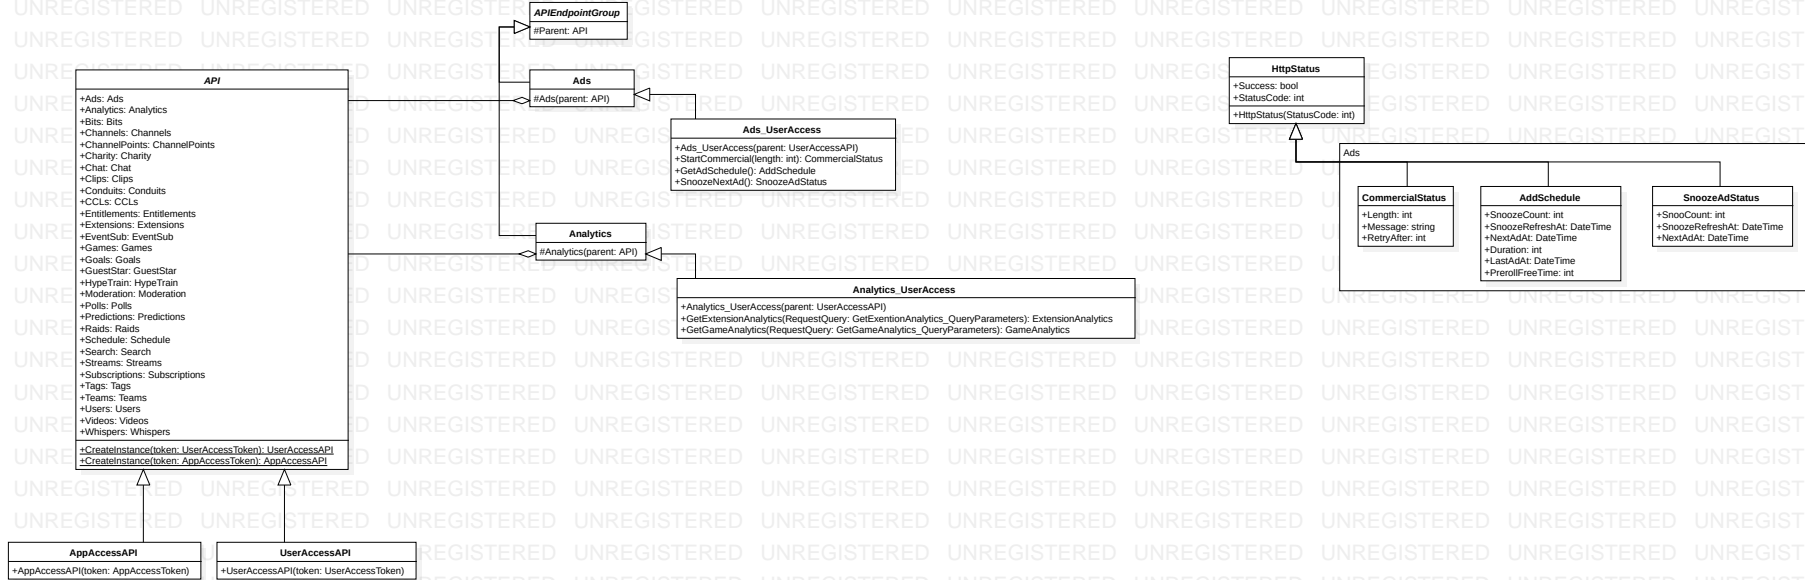 APIEndpointGroup
#Parent: API
API
+Ads: Ads
+Analytics: Analytics
+Bits: Bits
+Channels: Channels
+ChannelPoints: ChannelPoints
+Charity: Charity
+Chat: Chat
+Clips: Clips
+Conduits: Conduits
+CCLs: CCLs
+Entitlements: Entitlements
+Extensions: Extensions
+EventSub: EventSub
+Games: Games
+Goals: Goals
+GuestStar: GuestStar
+HypeTrain: HypeTrain
+Moderation: Moderation
+Polls: Polls
+Predictions: Predictions
+Raids: Raids
+Schedule: Schedule
+Search: Search
+Streams: Streams
+Subscriptions: Subscriptions
+Tags: Tags
+Teams: Teams
+Users: Users
+Videos: Videos
+Whispers: Whispers
+CreateInstance(token: UserAccessToken): UserAccessAPI
+CreateInstance(token: AppAccessToken): AppAccessAPI
AppAccessAPI
+AppAccessAPI(token: AppAccessToken)
UserAccessAPI
+UserAccessAPI(token: UserAccessToken)
Ads
#Ads(parent: API)
Ads_UserAccess
+Ads_UserAccess(parent: UserAccessAPI)
+StartCommercial(length: int): CommercialStatus
+GetAdSchedule(): AddSchedule
+SnoozeNextAd(): SnoozeAdStatus
Analytics
#Analytics(parent: API)
Analytics_UserAccess
+Analytics_UserAccess(parent: UserAccessAPI)
+GetExtensionAnalytics(RequestQuery: GetExentionAnalytics_QueryParameters): ExtensionAnalytics
+GetGameAnalytics(RequestQuery: GetGameAnalytics_QueryParameters): GameAnalytics
HttpStatus
+Success: bool
+StatusCode: int
+HttpStatus(StatusCode: int)
Ads
CommercialStatus
+Length: int
+Message: string
+RetryAfter: int
AddSchedule
+SnoozeCount: int
+SnoozeRefreshAt: DateTime
+NextAdAt: DateTime
+Duration: int
+LastAdAt: DateTime
+PrerollFreeTime: int
SnoozeAdStatus
+SnooCount: int
+SnoozeRefreshAt: DateTime
+NextAdAt: DateTime
UNREGISTERED